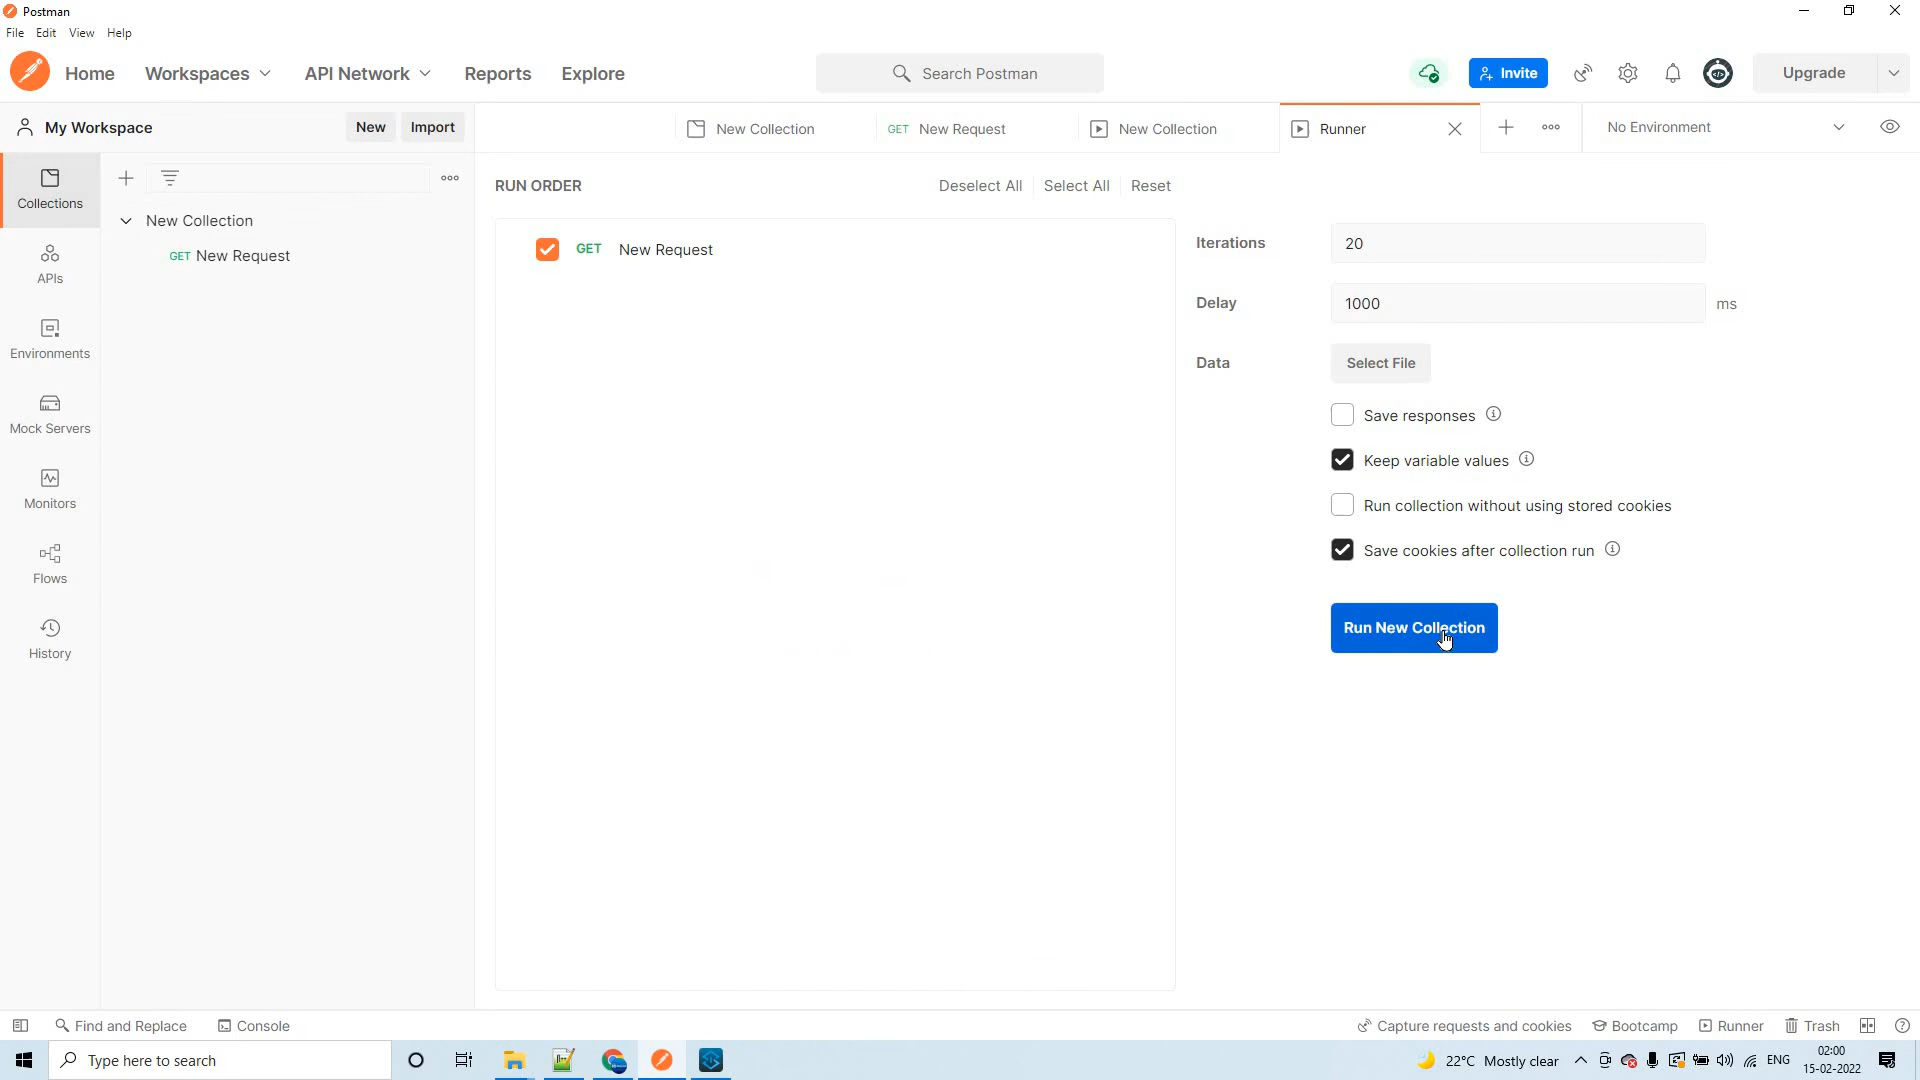 Postman
File Edit View Help
Home Workspaces API Network Reports Explore
Search Postman
Invite
Upgrade
My Workspace
New Import
New Collection
GET New Request
New Collection
Runner
No Environment
Collections
APIs
Environments
Mock Servers
Monitors
Flows
History
New Collection
GET New Request
RUN ORDER
Deselect All Select All Reset
GET New Request
Iterations 20
Delay 1000 ms
Data Select File
Save responses
Keep variable values
Run collection without using stored cookies
Save cookies after collection run
Run New Collection
Find and Replace Console
Capture requests and cookies Bootcamp Runner Trash
Type here to search
22°C Mostly clear
ENG
02:00
15-02-2022